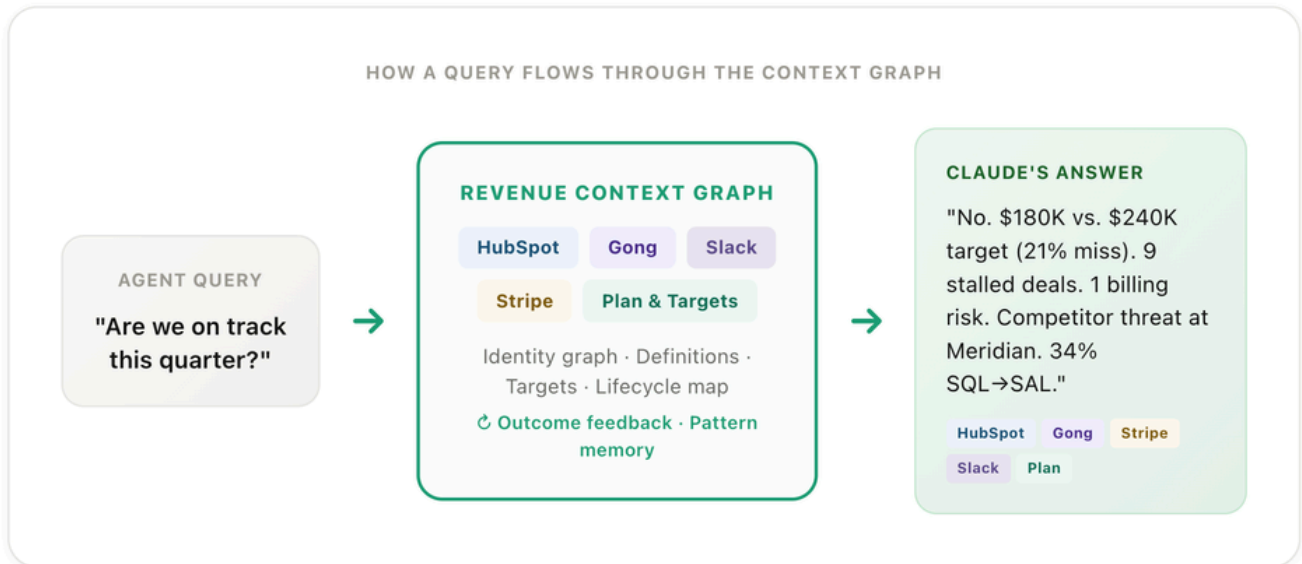 HOW A QUERY FLOWS THROUGH THE CONTEXT GRAPH
AGENT QUERY
"Are we on track
this quarter?"
REVENUE CONTEXT GRAPH
HubSpot Gong Slack
Stripe Plan & Targets
Identity graph · Definitions ·
Targets · Lifecycle map
↻ Outcome feedback · Pattern
memory
CLAUDE'S ANSWER
"No. $180K vs. $240K
target (21% miss). 9
stalled deals. 1 billing
risk. Competitor threat at
Meridian. 34%
SQL→SAL."
HubSpot Gong Stripe
Slack Plan